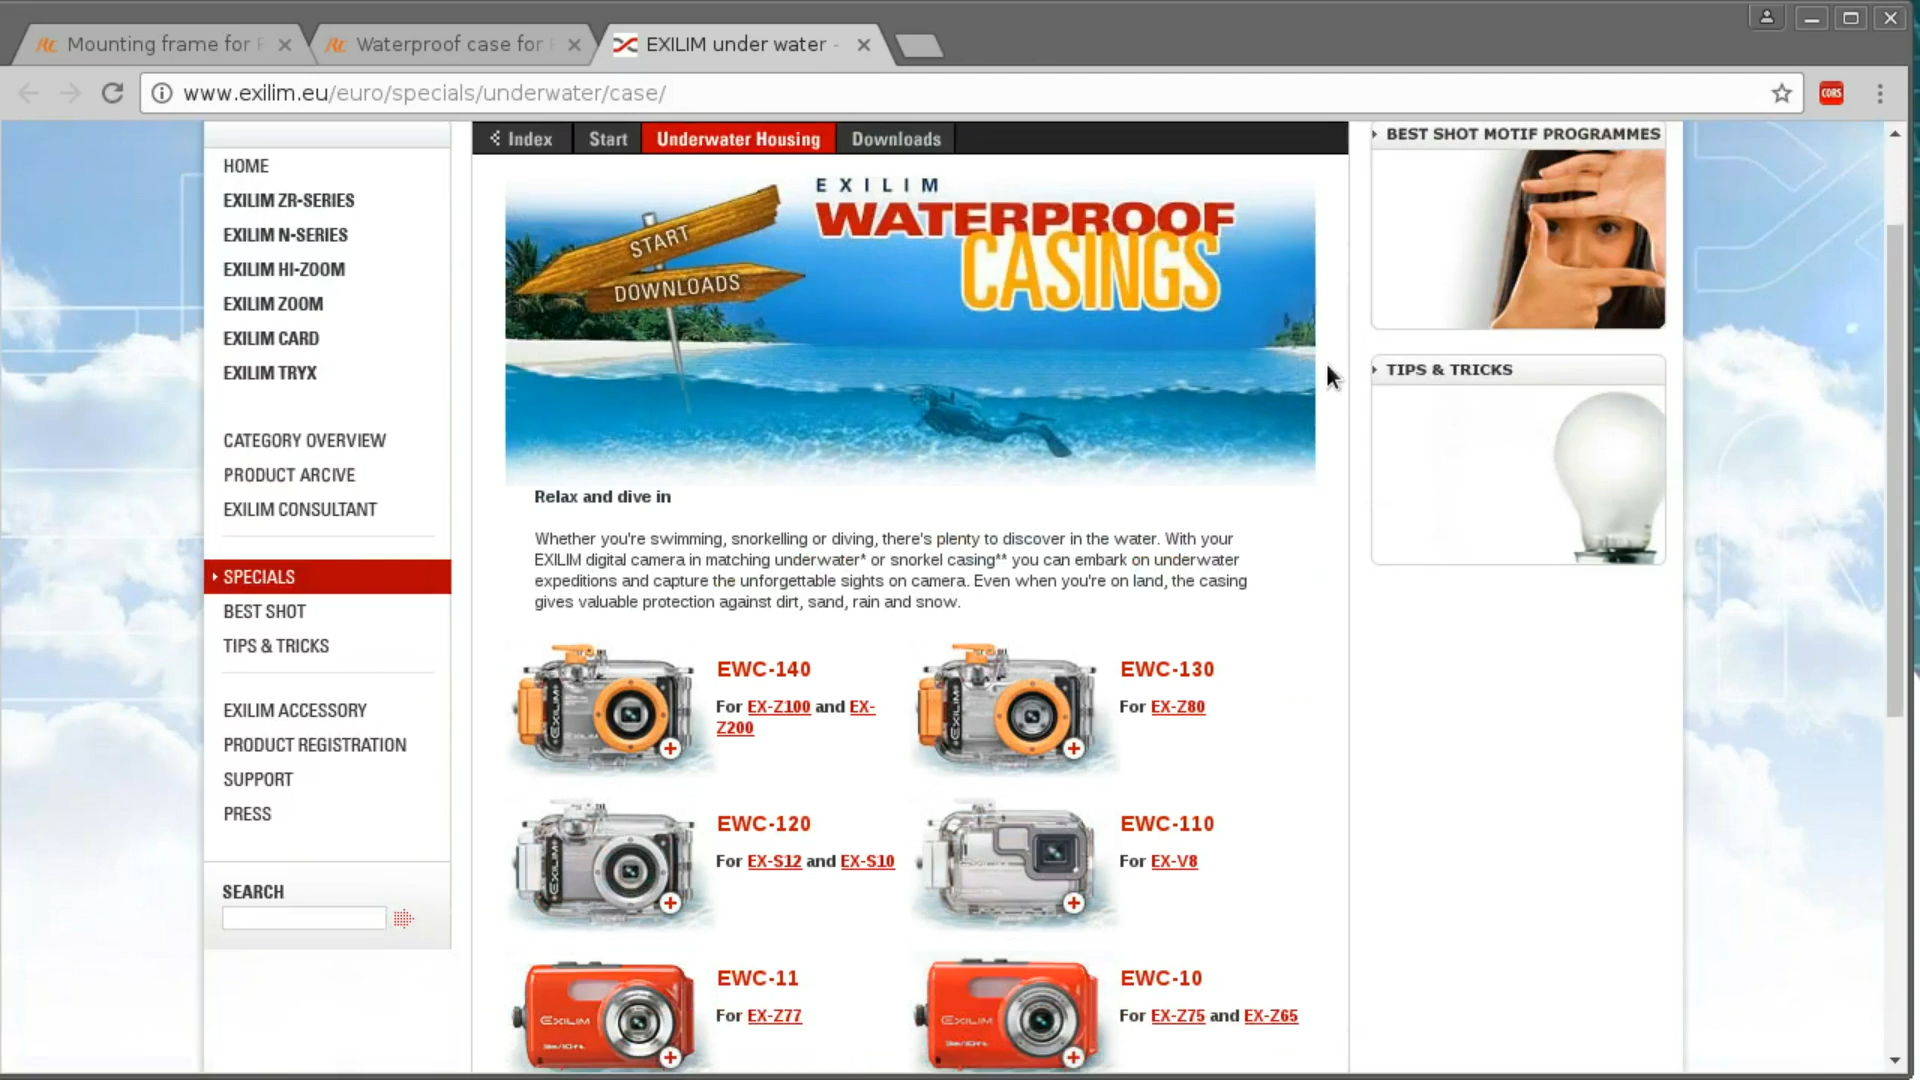 Mounting frame for
Waterproof case for
EXILIM under water -
www.exilim.eu/euro/specials/underwater/case/
CORS
HOME
EXILIM ZR-SERIES
EXILIM N-SERIES
EXILIM HI-ZOOM
EXILIM ZOOM
EXILIM CARD
EXILIM TRYX
CATEGORY OVERVIEW
PRODUCT ARCIVE
EXILIM CONSULTANT
SPECIALS
BEST SHOT
TIPS & TRICKS
EXILIM ACCESSORY
PRODUCT REGISTRATION
SUPPORT
PRESS
SEARCH
Index Start Underwater Housing Downloads
EXILIM
WATERPROOF
CASINGS
START
DOWNLOADS
Relax and dive in
Whether you're swimming, snorkelling or diving, there's plenty to discover in the water. With your
EXILIM digital camera in matching underwater* or snorkel casing** you can embark on underwater
expeditions and capture the unforgettable sights on camera. Even when you're on land, the casing
gives valuable protection against dirt, sand, rain and snow.
EWC-140
For EX-Z100 and EX-
Z200
EWC-130
For EX-Z80
EWC-120
For EX-S12 and EX-S10
EWC-110
For EX-V8
EWC-11
For EX-Z77
EXILIM
3m/10ft.
EWC-10
For EX-Z75 and EX-Z65
EXILIM
3m/10ft.
BEST SHOT MOTIF PROGRAMMES
TIPS & TRICKS